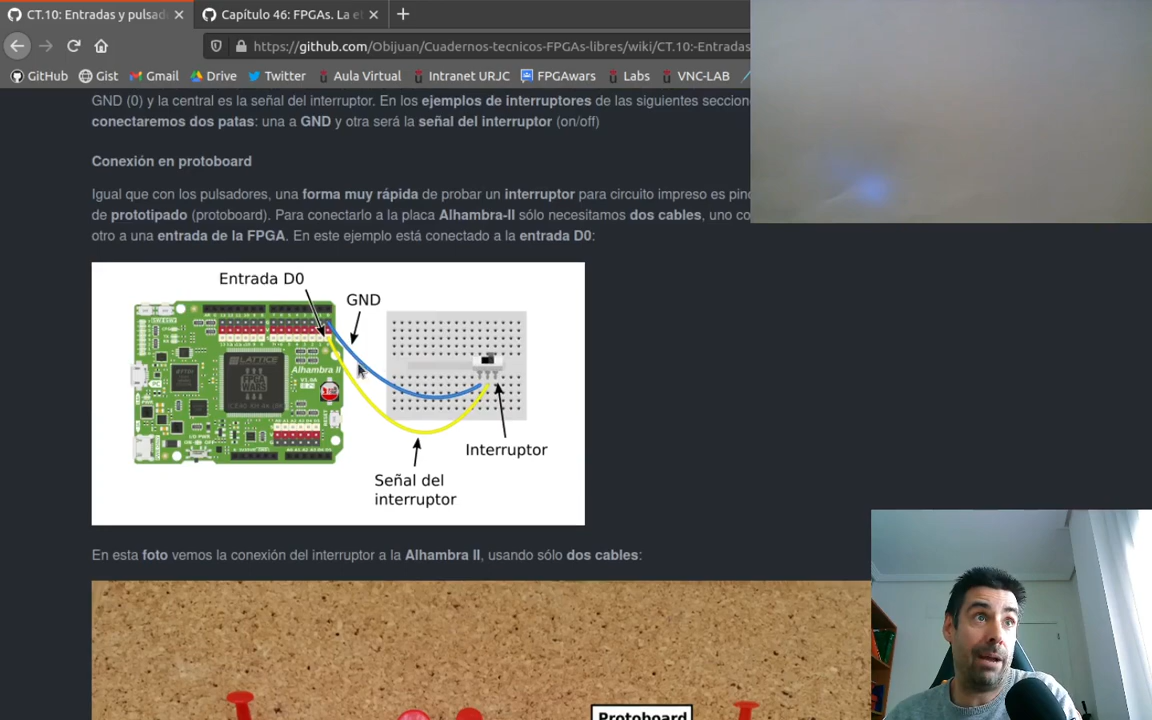 CT.10: Entradas y pulsad
Capítulo 46: FPGAs. La e
https://github.com/Obijuan/Cuadernos-tecnicos-FPGAs-libres/wiki/CT.10:-Entradas
GitHub Gist Gmail Drive Twitter Aula Virtual Intranet URJC FPGAwars Labs VNC-LAB
GND (0) y la central es la señal del interruptor. En los ejemplos de interruptores de las siguientes seccion
conectaremos dos patas: una a GND y otra será la señal del interruptor (on/off)
Conexión en protoboard
Igual que con los pulsadores, una forma muy rápida de probar un interruptor para circuito impreso es pinc
de prototipado (protoboard). Para conectarlo a la placa Alhambra-II sólo necesitamos dos cables, uno co
otro a una entrada de la FPGA. En este ejemplo está conectado a la entrada D0:
Entrada D0
GND
LATTICE
FPGA
WARS
Alhambra II
Interruptor
Señal del
interruptor
En esta foto vemos la conexión del interruptor a la Alhambra II, usando sólo dos cables:
Protoboard